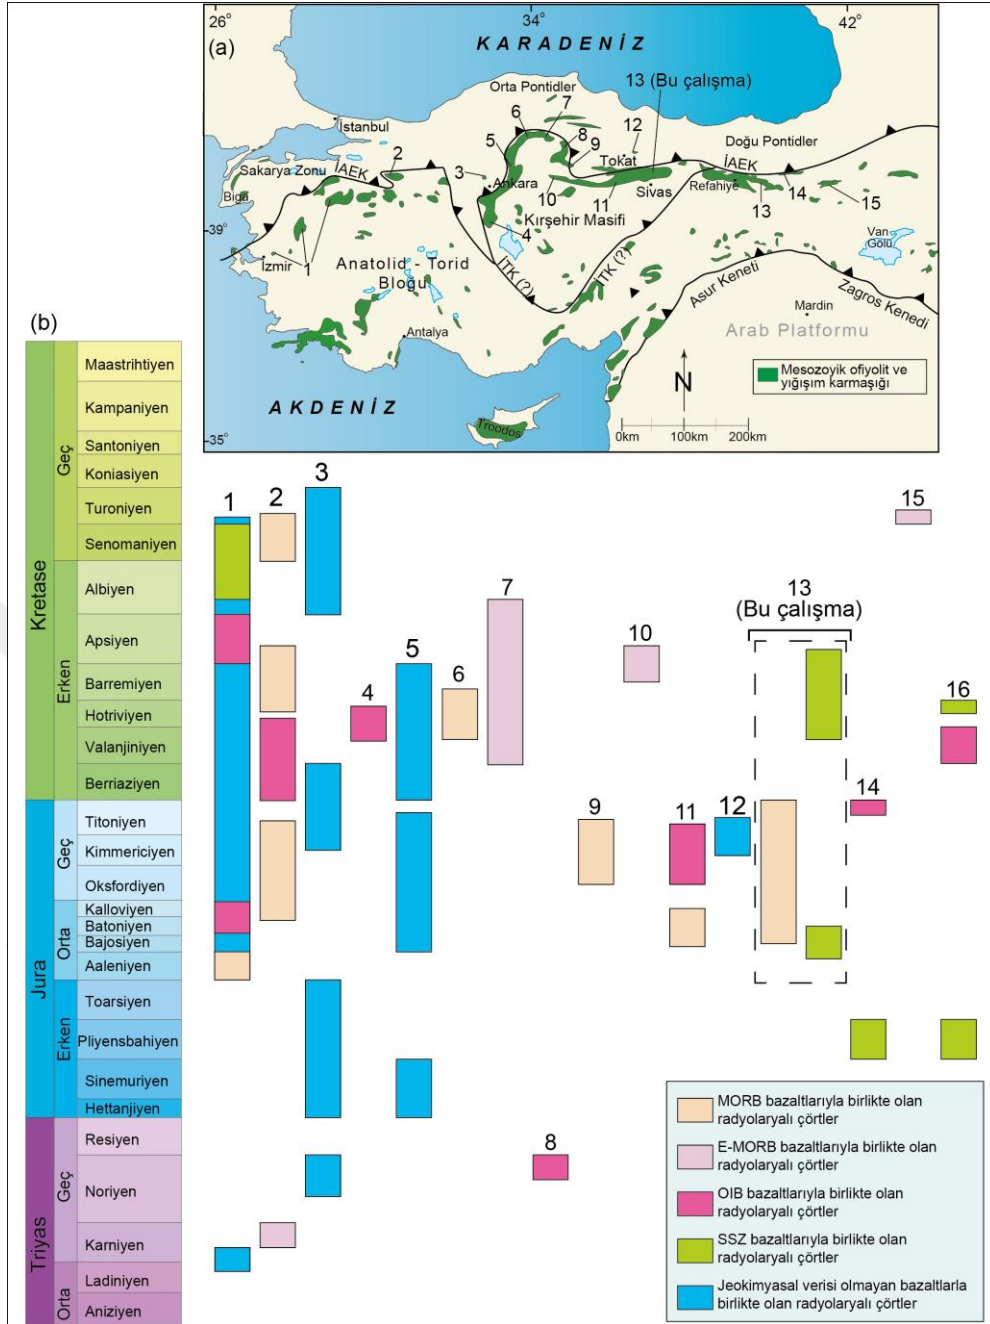 26°
34°
42°
(a)
KARADENİZ
13 (Bu çalışma)
Orta Pontidler
7
6
8
12
5
9
İstanbul
Tokat
Doğu Pontidler
2
İAEK
Sakarya Zonu
İAEK
3
Ankara
10
11
Sivas
Refahiye
13
14
15
Biga
Kırşehir Masifi
4
39°
Van
Gölü
İzmir
1
Anatolid - Torid
Bloğu
İTK (?)
İTK (?)
Asur Keneti
Zagros Kenedi
Mardin
Antalya
Arab Platformu
N
Mesozoyik ofiyolit ve
yığışım karmaşığı
AKDENİZ
Troodos
35°
0km 100km 200km
(b)
Kretase
Geç
Maastrihtiyen
Kampaniyen
Santoniyen
Koniasiyen
Turoniyen
Senomaniyen
Erken
Albiyen
Apsiyen
Barremiyen
Hotriviyen
Valanjiniyen
Berriaziyen
Jura
Geç
Titoniyen
Kimmericiyen
Oksfordiyen
Orta
Kalloviyen
Batoniyen
Bajosiyen
Aaleniyen
Erken
Toarsiyen
Pliyensbahiyen
Sinemuriyen
Hettanjiyen
Triyas
Geç
Resiyen
Noriyen
Karniyen
Orta
Ladiniyen
Aniziyen
1
2
3
4
5
6
7
8
9
10
11
12
13
(Bu çalışma)
14
15
16
MORB bazaltlarıyla birlikte olan
radyolaryalı çörtler
E-MORB bazaltlarıyla birlikte olan
radyolaryalı çörtler
OIB bazaltlarıyla birlikte olan
radyolaryalı çörtler
SSZ bazaltlarıyla birlikte olan
radyolaryalı çörtler
Jeokimyasal verisi olmayan bazaltlarla
birlikte olan radyolaryalı çörtler